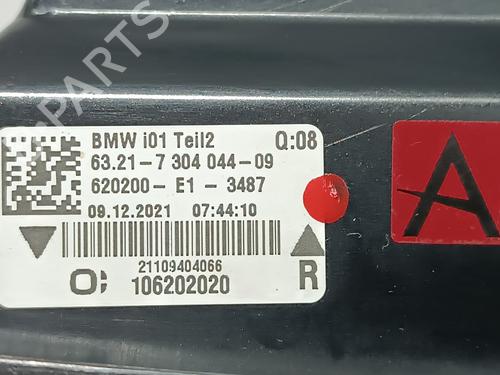 BMW i01 Teil2 Q:08
63.21-7 304 044-09
620200- E1 - 3487
09.12.2021 07:44:10
21109404066
106202020 R
A
PARTS